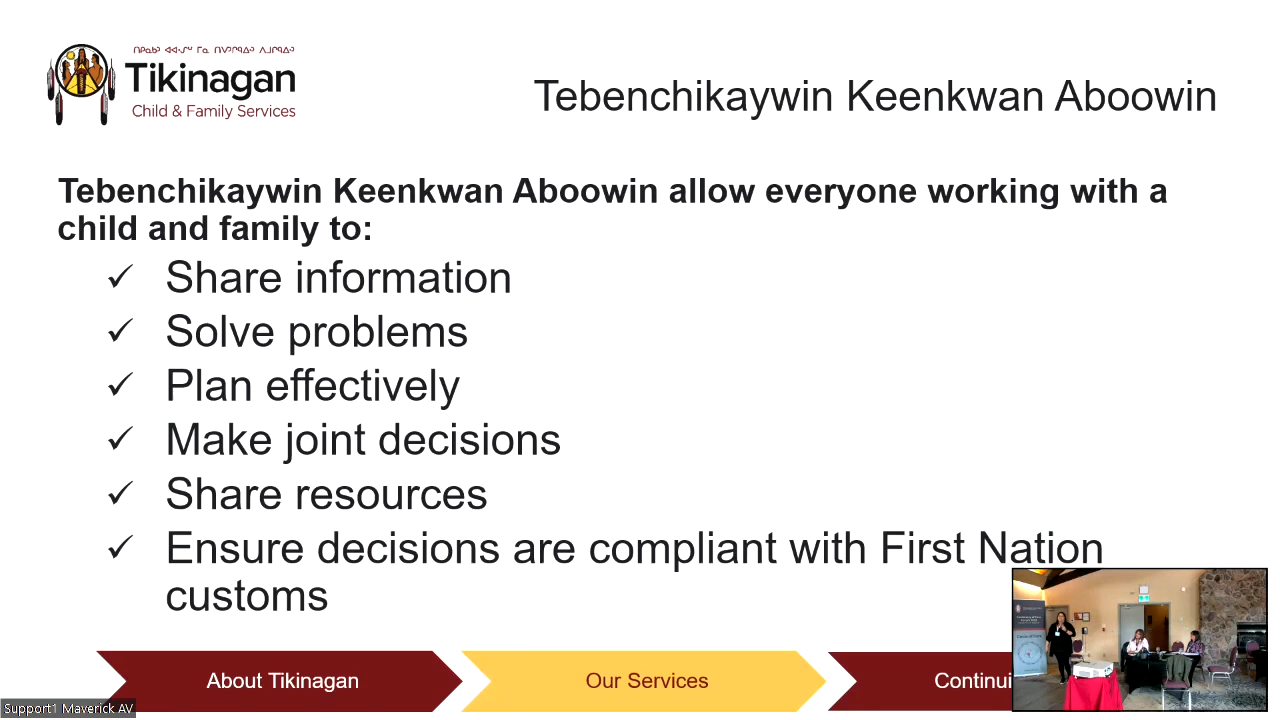 ᑎᑭᓇᑲᐣ
Tikinagan
Child & Family Services
Tebenchikaywin Keenkwan Aboowin
Tebenchikaywin Keenkwan Aboowin allow everyone working with a
child and family to:
✓ Share information
✓ Solve problems
✓ Plan effectively
✓ Make joint decisions
✓ Share resources
✓ Ensure decisions are compliant with First Nation
customs
About Tikinagan
Our Services
Continui
Support1 Maverick AV